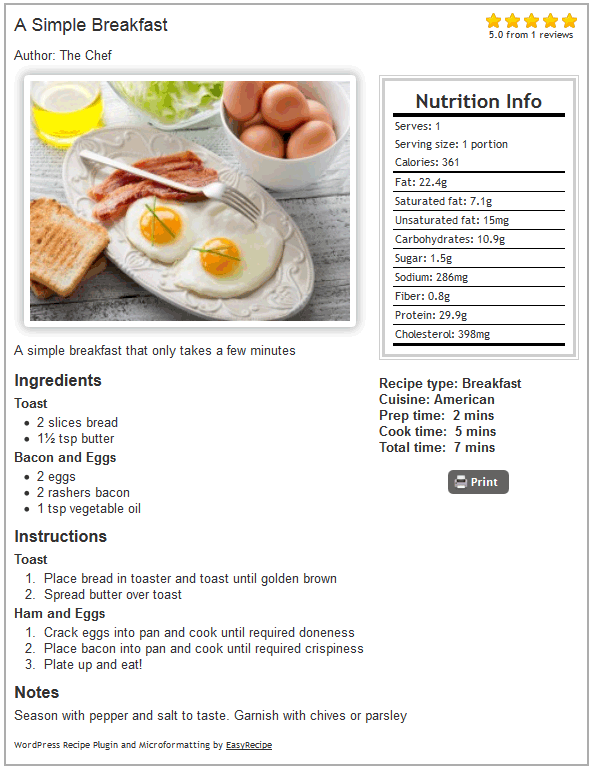 A Simple Breakfast
5.0 from 1 reviews
Author: The Chef
Nutrition Info
Serves: 1
Serving size: 1 portion
Calories: 361
Fat: 22.4g
Saturated fat: 7.1g
Unsaturated fat: 15mg
Carbohydrates: 10.9g
Sugar: 1.5g
Sodium: 286mg
Fiber: 0.8g
Protein: 29.9g
Cholesterol: 398mg
A simple breakfast that only takes a few minutes
Recipe type: Breakfast
Cuisine: American
Prep time: 2 mins
Cook time: 5 mins
Total time: 7 mins
Print
Ingredients
Toast
• 2 slices bread
• 1½ tsp butter
Bacon and Eggs
• 2 eggs
• 2 rashers bacon
• 1 tsp vegetable oil
Instructions
Toast
1. Place bread in toaster and toast until golden brown
2. Spread butter over toast
Ham and Eggs
1. Crack eggs into pan and cook until required doneness
2. Place bacon into pan and cook until required crispiness
3. Plate up and eat!
Notes
Season with pepper and salt to taste. Garnish with chives or parsley
WordPress Recipe Plugin and Microformatting by EasyRecipe